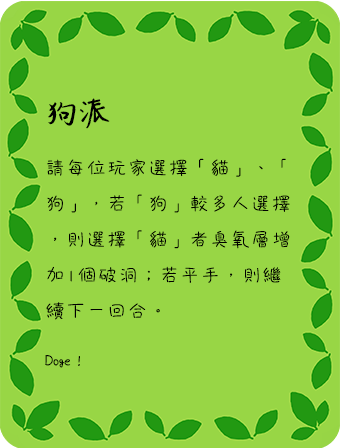 狗派
請每位玩家選擇「貓」、「
狗」，若「狗」較多人選擇
，則選擇「貓」者臭氧層增
加1個破洞；若平手，則繼
續下一回合。
Doge！